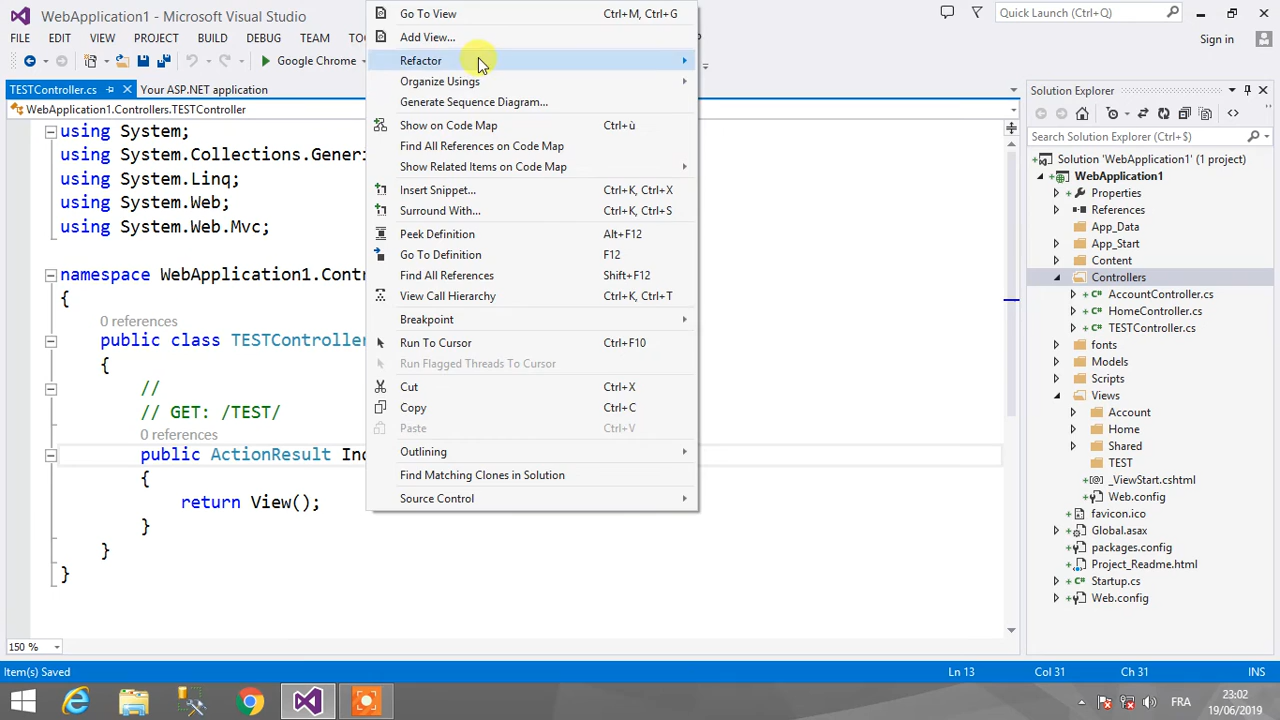 WebApplication1 - Microsoft Visual Studio
Quick Launch (Ctrl+Q)
FILE EDIT VIEW PROJECT BUILD DEBUG TEAM TO
Sign in
Google Chrome
TESTController.cs
Your ASP.NET application
WebApplication1.Controllers.TESTController
using System;
using System.Collections.Generi
using System.Linq;
using System.Web;
using System.Web.Mvc;
namespace WebApplication1.Contr
{
0 references
public class TESTController
{
//
// GET: /TEST/
0 references
public ActionResult Ind
{
return View();
}
}
}
150 %
Go To View Ctrl+M, Ctrl+G
Add View...
Refactor
Organize Usings
Generate Sequence Diagram...
Show on Code Map Ctrl+ù
Find All References on Code Map
Show Related Items on Code Map
Insert Snippet... Ctrl+K, Ctrl+X
Surround With... Ctrl+K, Ctrl+S
Peek Definition Alt+F12
Go To Definition F12
Find All References Shift+F12
View Call Hierarchy Ctrl+K, Ctrl+T
Breakpoint
Run To Cursor Ctrl+F10
Run Flagged Threads To Cursor
Cut Ctrl+X
Copy Ctrl+C
Paste Ctrl+V
Outlining
Find Matching Clones in Solution
Source Control
Solution Explorer
Search Solution Explorer (Ctrl+$)
Solution 'WebApplication1' (1 project)
WebApplication1
Properties
References
App_Data
App_Start
Content
Controllers
AccountController.cs
HomeController.cs
TESTController.cs
fonts
Models
Scripts
Views
Account
Home
Shared
TEST
_ViewStart.cshtml
Web.config
favicon.ico
Global.asax
packages.config
Project_Readme.html
Startup.cs
Web.config
Item(s) Saved
Ln 13 Col 31 Ch 31 INS
FRA
23:02
19/06/2019